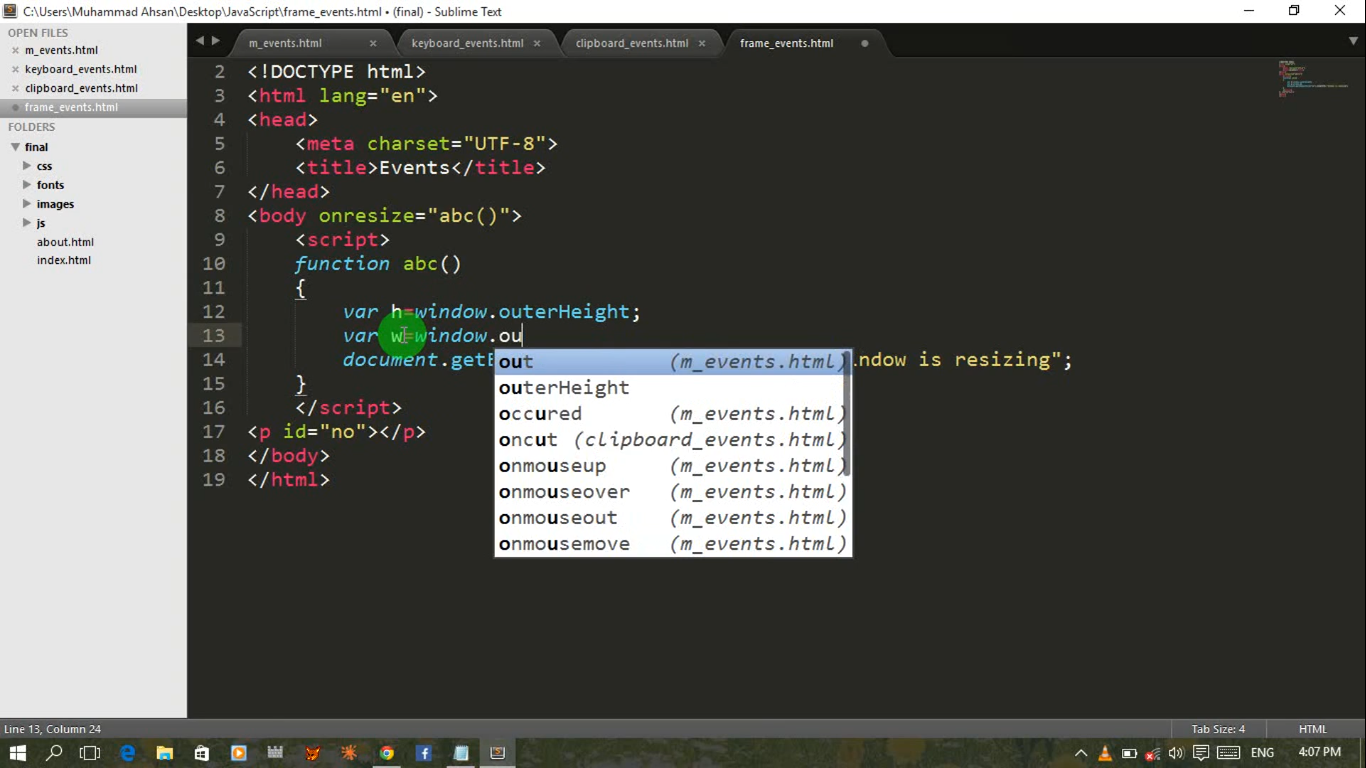 C:\Users\Muhammad Ahsan\Desktop\JavaScript\frame_events.html • (final) - Sublime Text
OPEN FILES
m_events.html
keyboard_events.html
clipboard_events.html
frame_events.html
FOLDERS
final
css
fonts
images
js
about.html
index.html
m_events.html
keyboard_events.html
clipboard_events.html
frame_events.html
2 <!DOCTYPE html>
3 <html lang="en">
4 <head>
5 <meta charset="UTF-8">
6 <title>Events</title>
7 </head>
8 <body onresize="abc()">
9 <script>
10 function abc()
11 {
12 var h=window.outerHeight;
13 var w=window.ou
14 document.getE ndow is resizing";
15 }
16 </script>
17 <p id="no"></p>
18 </body>
19 </html>
out (m_events.html)
outerHeight
occured (m_events.html)
oncut (clipboard_events.html)
onmouseup (m_events.html)
onmouseover (m_events.html)
onmouseout (m_events.html)
onmousemove (m_events.html)
Line 13, Column 24
Tab Size: 4
HTML
ENG
4:07 PM